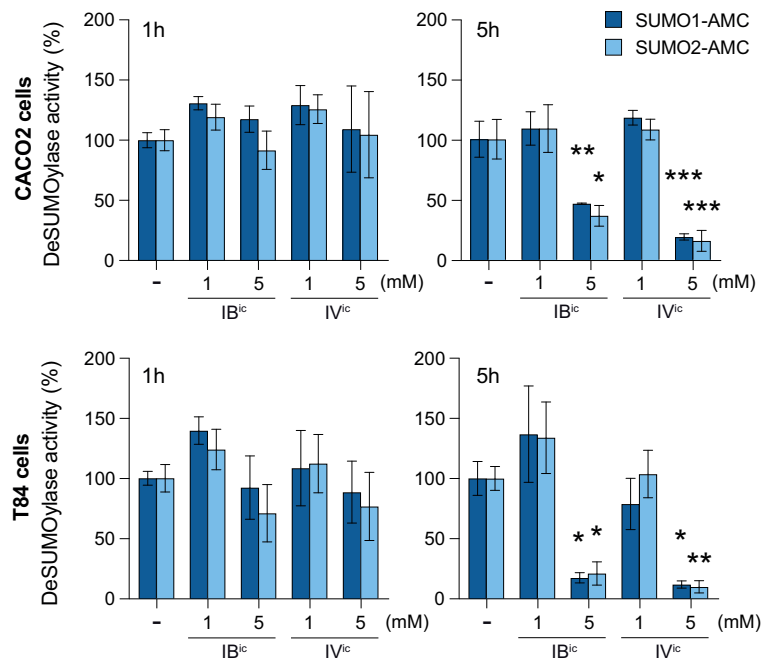 SUMO1-AMC
SUMO2-AMC
CACO2 cells
DeSUMOylase activity (%)
1h
200
150
100
50
0
- 1 5 1 5 (mM)
IBic IVic
5h
200
150
100
50
0
** * *** ***
- 1 5 1 5 (mM)
IBic IVic
T84 cells
DeSUMOylase activity (%)
1h
200
150
100
50
0
- 1 5 1 5 (mM)
IBic IVic
5h
200
150
100
50
0
* * * **
- 1 5 1 5 (mM)
IBic IVic